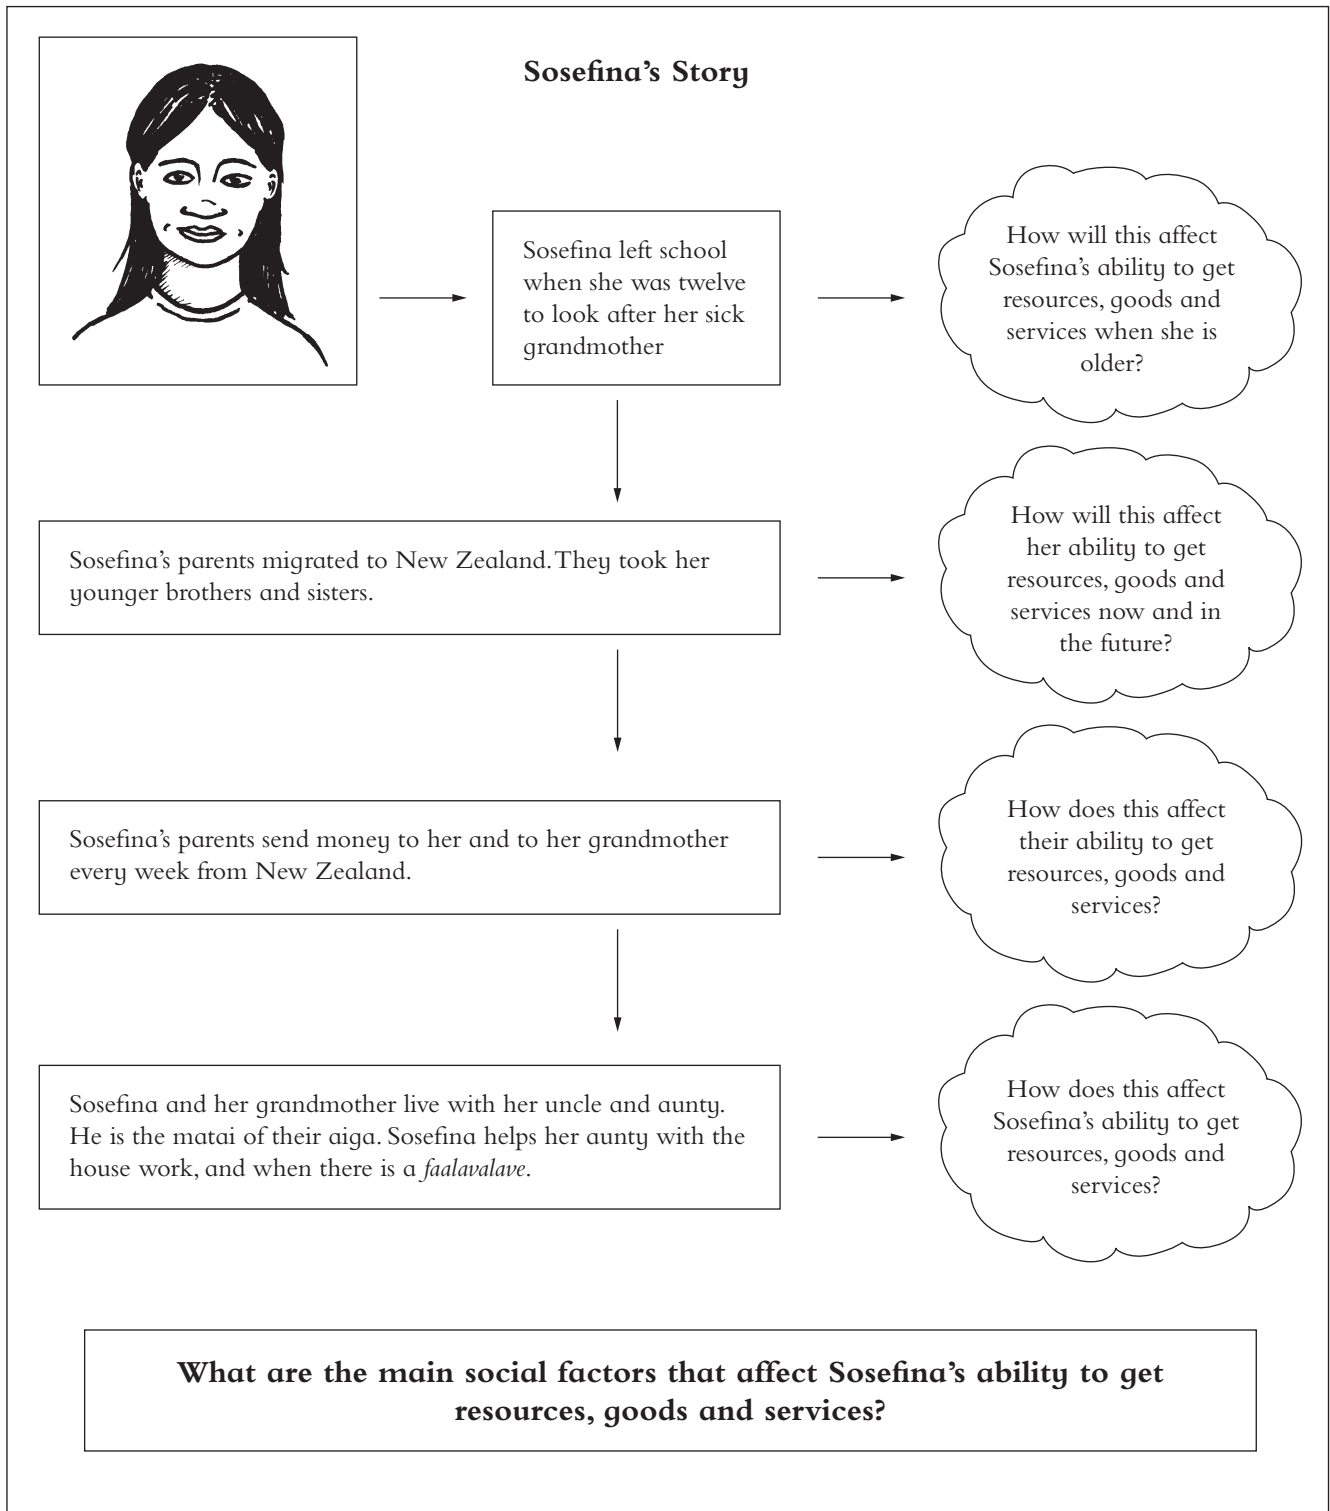 Sosefina’s Story
Sosefina left school
when she was twelve
to look after her sick
grandmother
How will this affect
Sosefina’s ability to get
resources, goods and
services when she is
older?
Sosefina’s parents migrated to New Zealand. They took her
younger brothers and sisters.
How will this affect
her ability to get
resources, goods and
services now and in
the future?
Sosefina’s parents send money to her and to her grandmother
every week from New Zealand.
How does this affect
their ability to get
resources, goods and
services?
Sosefina and her grandmother live with her uncle and aunty.
He is the matai of their aiga. Sosefina helps her aunty with the
house work, and when there is a faalavalave.
How does this affect
Sosefina’s ability to get
resources, goods and
services?
What are the main social factors that affect Sosefina’s ability to get
resources, goods and services?